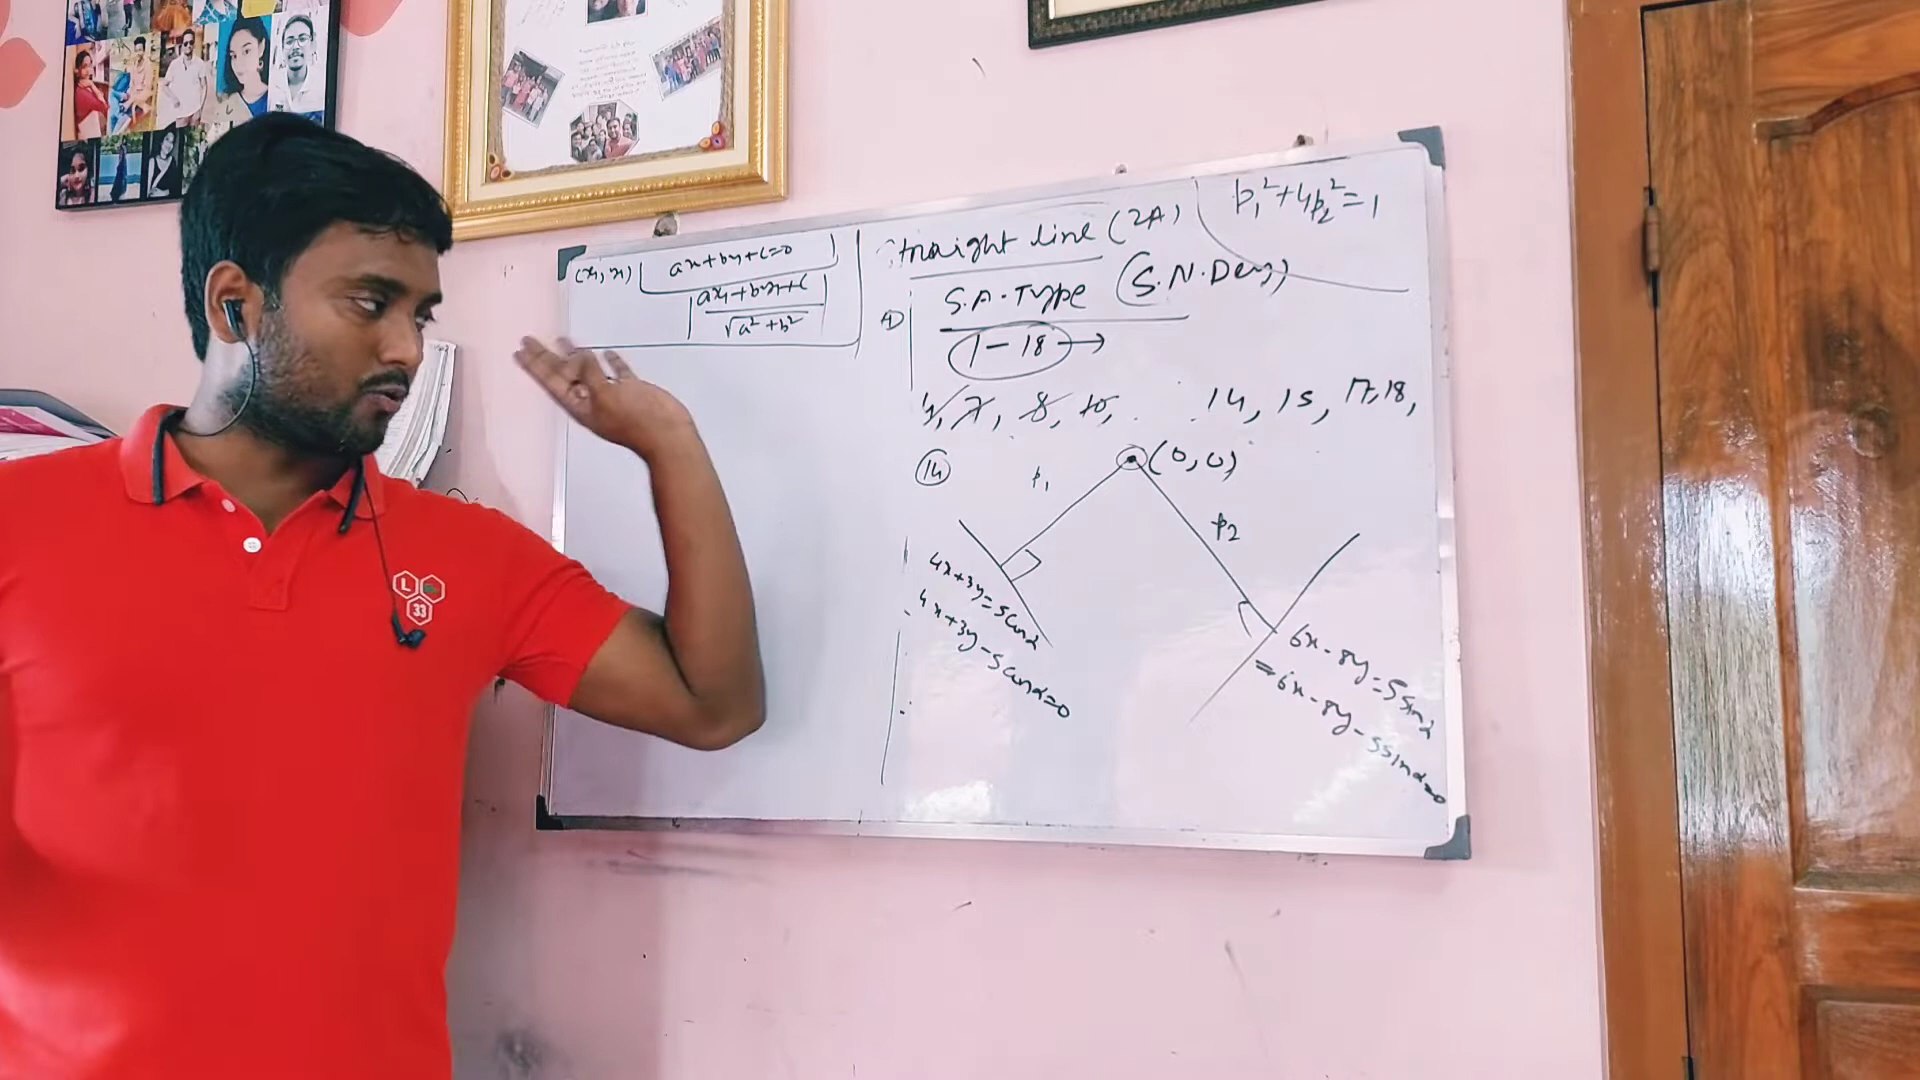 (x₁, y₁) ax+by+c=0
|ax₁+by₁+c / √a²+b²|
Straight line (2A)
p₁²+4p₂²=1
S.A. Type (S.N. Dey)
1-18 →
4, 7, 8, 10, 14, 15, 17, 18,
14
(0,0)
p₁
p₂
4x+3y=5cosα
4x+3y-5cosα=0
6x-8y=5sinα
=6x-8y-5sinα=0
L
33